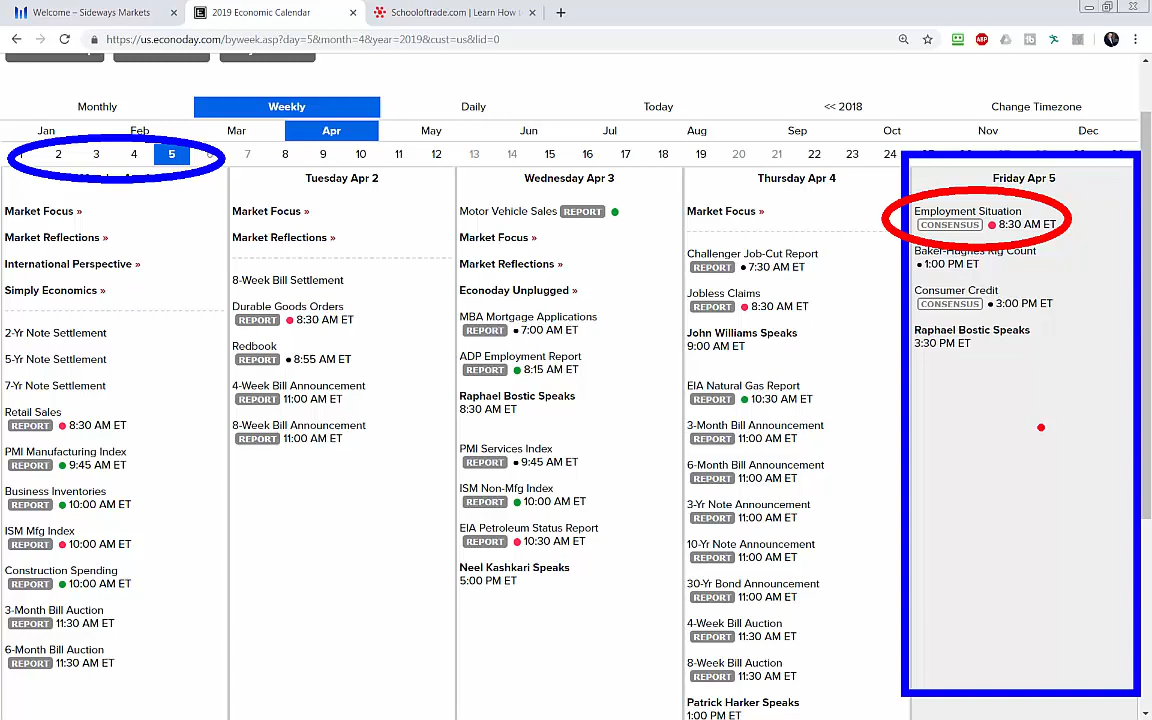 Welcome – Sideways Markets
2019 Economic Calendar
Schooloftrade.com | Learn How
https://us.econoday.com/byweek.asp?day=5&month=4&year=2019&cust=us&lid=0
Monthly Weekly Daily Today << 2018 Change Timezone
Jan Feb Mar Apr May Jun Jul Aug Sep Oct Nov Dec
2 3 4 5 7 8 9 10 11 12 13 14 15 16 17 18 19 20 21 22 23 24
Market Focus »
Market Reflections »
International Perspective »
Simply Economics »
2-Yr Note Settlement
5-Yr Note Settlement
7-Yr Note Settlement
Retail Sales
REPORT 8:30 AM ET
PMI Manufacturing Index
REPORT 9:45 AM ET
Business Inventories
REPORT 10:00 AM ET
ISM Mfg Index
REPORT 10:00 AM ET
Construction Spending
REPORT 10:00 AM ET
3-Month Bill Auction
REPORT 11:30 AM ET
6-Month Bill Auction
REPORT 11:30 AM ET
Tuesday Apr 2
Market Focus »
Market Reflections »
8-Week Bill Settlement
Durable Goods Orders
REPORT 8:30 AM ET
Redbook
REPORT 8:55 AM ET
4-Week Bill Announcement
REPORT 11:00 AM ET
8-Week Bill Announcement
REPORT 11:00 AM ET
Wednesday Apr 3
Motor Vehicle Sales REPORT
Market Focus »
Market Reflections »
Econoday Unplugged »
MBA Mortgage Applications
REPORT 7:00 AM ET
ADP Employment Report
REPORT 8:15 AM ET
Raphael Bostic Speaks
8:30 AM ET
PMI Services Index
REPORT 9:45 AM ET
ISM Non-Mfg Index
REPORT 10:00 AM ET
EIA Petroleum Status Report
REPORT 10:30 AM ET
Neel Kashkari Speaks
5:00 PM ET
Thursday Apr 4
Market Focus »
Challenger Job-Cut Report
REPORT 7:30 AM ET
Jobless Claims
REPORT 8:30 AM ET
John Williams Speaks
9:00 AM ET
EIA Natural Gas Report
REPORT 10:30 AM ET
3-Month Bill Announcement
REPORT 11:00 AM ET
6-Month Bill Announcement
REPORT 11:00 AM ET
3-Yr Note Announcement
REPORT 11:00 AM ET
10-Yr Note Announcement
REPORT 11:00 AM ET
30-Yr Bond Announcement
REPORT 11:00 AM ET
4-Week Bill Auction
REPORT 11:30 AM ET
8-Week Bill Auction
REPORT 11:30 AM ET
Patrick Harker Speaks
1:00 PM ET
Friday Apr 5
Employment Situation
CONSENSUS 8:30 AM ET
Baker-Hughes Rig Count
1:00 PM ET
Consumer Credit
CONSENSUS 3:00 PM ET
Raphael Bostic Speaks
3:30 PM ET